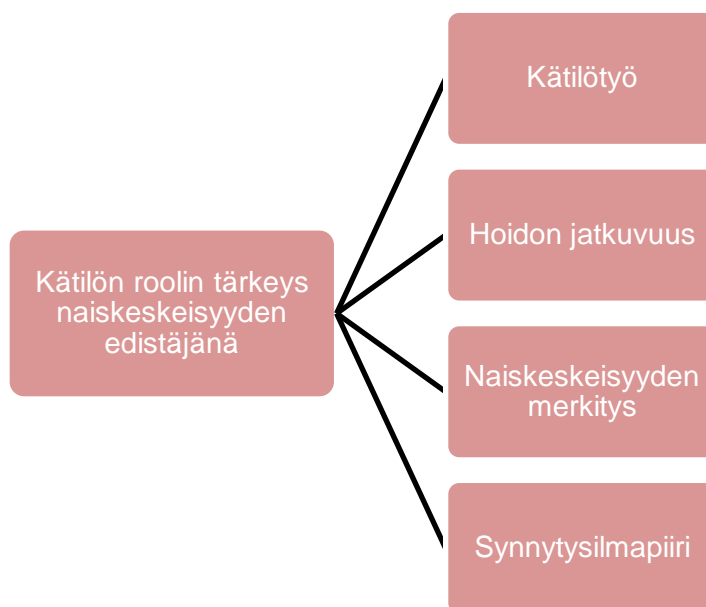 Kätilön roolin tärkeys
naiskeskeisyyden
edistäjänä
Kätilötyö
Hoidon jatkuvuus
Naiskeskeisyyden
merkitys
Synnytysilmapiiri